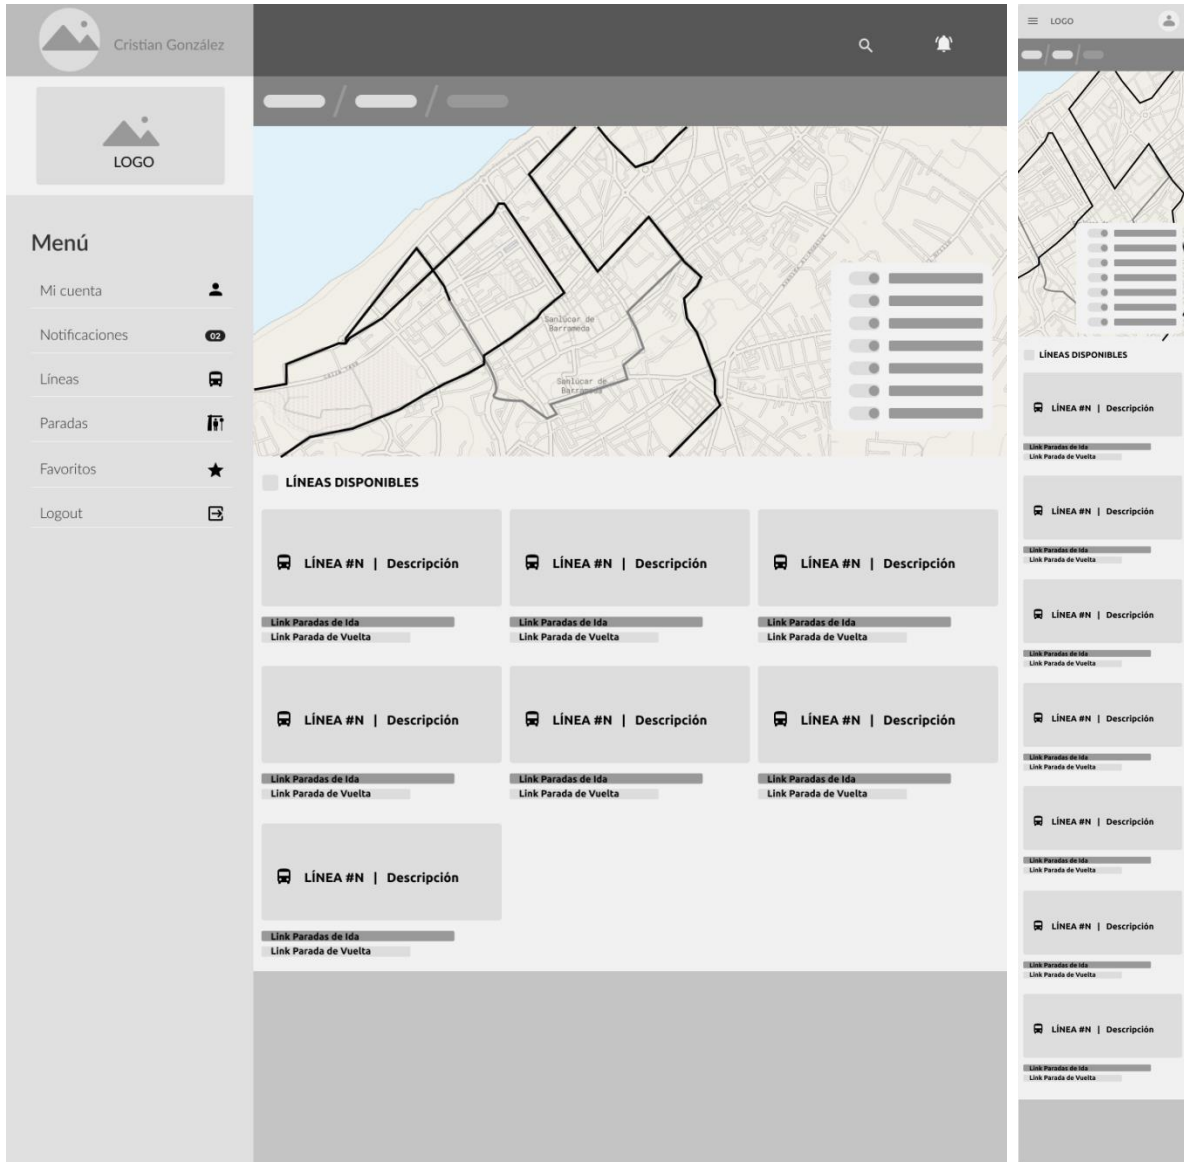 Cristian González
LOGO
Menú
Mi cuenta
Notificaciones 02
Líneas
Paradas
Favoritos
Logout
Sanlúcar de
Barrameda
Sanlúcar de
Barrameda
LÍNEAS DISPONIBLES
LÍNEA #N | Descripción
LÍNEA #N | Descripción
LÍNEA #N | Descripción
Link Paradas de Ida
Link Parada de Vuelta
Link Paradas de Ida
Link Parada de Vuelta
Link Paradas de Ida
Link Parada de Vuelta
LÍNEA #N | Descripción
LÍNEA #N | Descripción
LÍNEA #N | Descripción
Link Paradas de Ida
Link Parada de Vuelta
Link Paradas de Ida
Link Parada de Vuelta
Link Paradas de Ida
Link Parada de Vuelta
LÍNEA #N | Descripción
Link Paradas de Ida
Link Parada de Vuelta
LOGO
LÍNEAS DISPONIBLES
LÍNEA #N | Descripción
Link Paradas de Ida
Link Parada de Vuelta
LÍNEA #N | Descripción
Link Paradas de Ida
Link Parada de Vuelta
LÍNEA #N | Descripción
Link Paradas de Ida
Link Parada de Vuelta
LÍNEA #N | Descripción
Link Paradas de Ida
Link Parada de Vuelta
LÍNEA #N | Descripción
Link Paradas de Ida
Link Parada de Vuelta
LÍNEA #N | Descripción
Link Paradas de Ida
Link Parada de Vuelta
LÍNEA #N | Descripción
Link Paradas de Ida
Link Parada de Vuelta